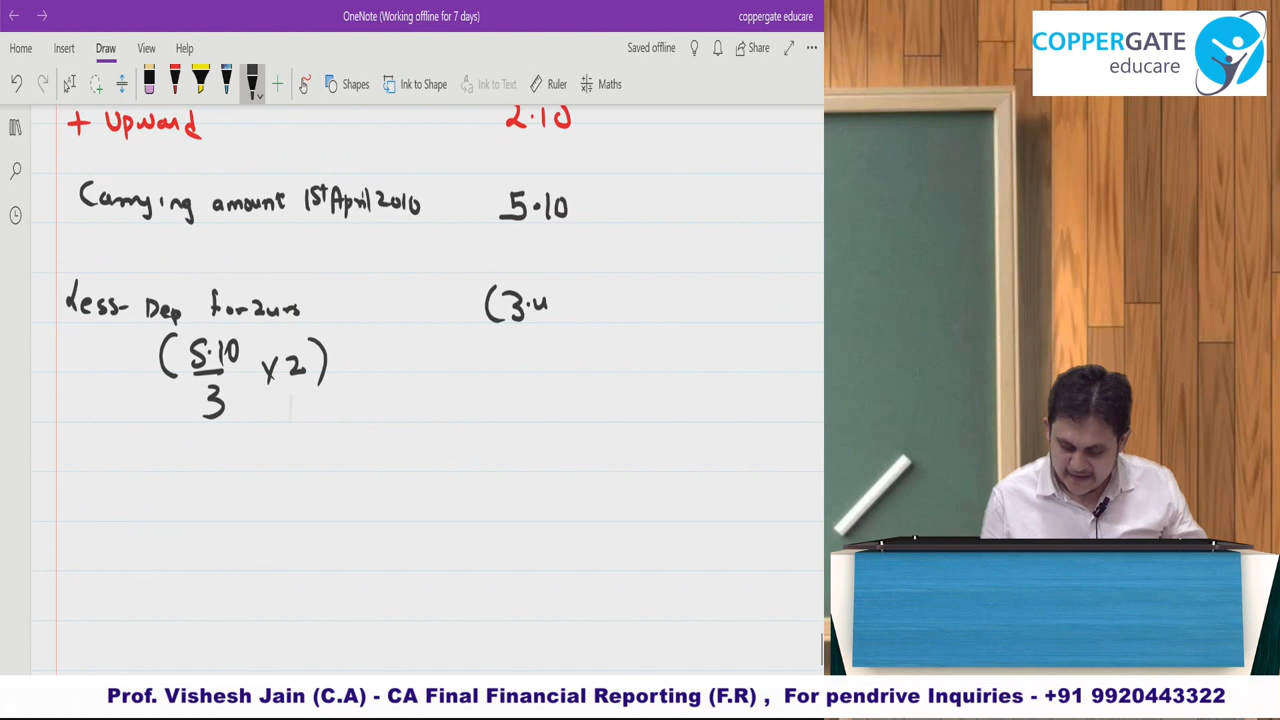 OneNote (Working offline for 7 days)
coppergate educare
Home Insert Draw View Help
Saved offline
Share
Shapes
Ink to Shape
Ink to Text
Ruler
Maths
COPPERGATE
educare
+ Upward 2.10
Carrying amount 1st April 2010 5.10
Less- Dep for 2yrs (3.4
(5.10
3
x 2)
Prof. Vishesh Jain (C.A) - CA Final Financial Reporting (F.R) , For pendrive Inquiries - +91 9920443322